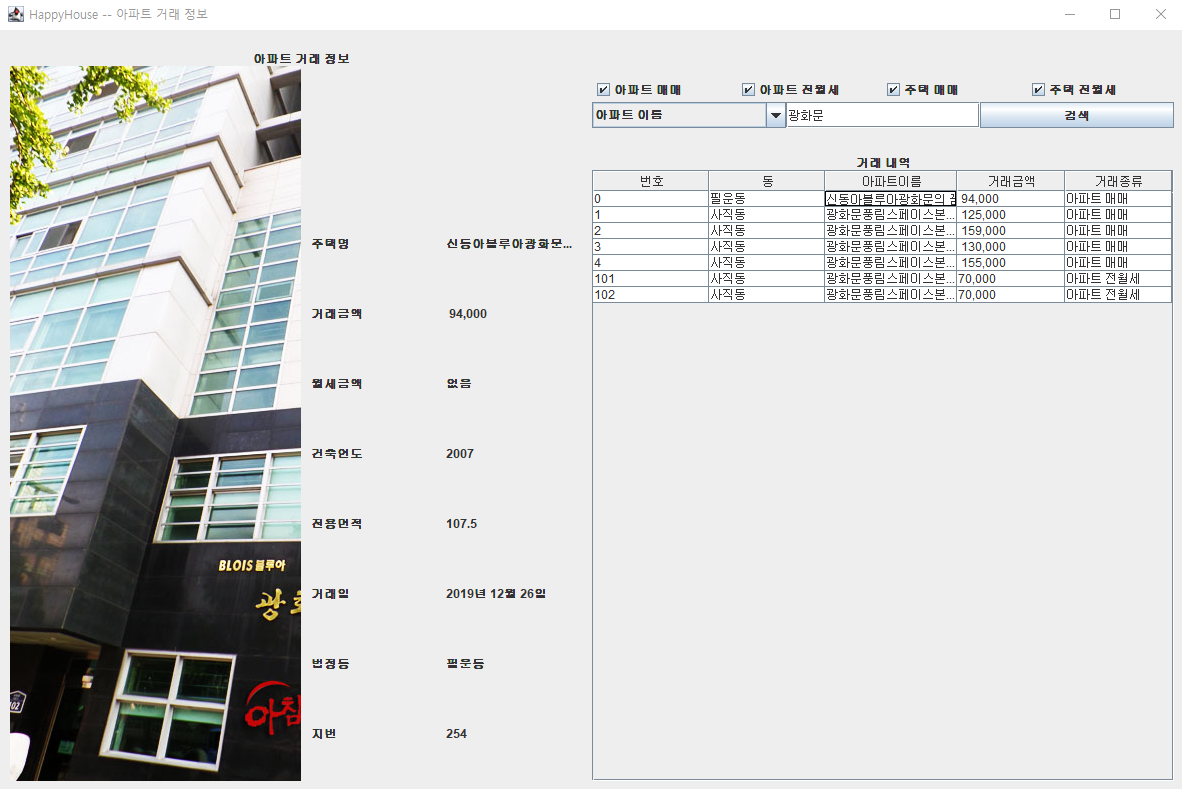 HappyHouse -- 아파트 거래 정보
아파트 거래 정보
BLOIS 블루아
광화
아침
102
주택명 신동아블루아광화문...
거래금액 94,000
월세금액 없음
건축연도 2007
전용면적 107.5
거래일 2019년 12월 26일
법정동 필운동
지번 254
아파트 매매 아파트 전월세 주택 매매 주택 전월세
아파트 이름 광화문 검색
거래 내역
번호 동 아파트이름 거래금액 거래종류
0 필운동 신동아블루아광화문의 94,000 아파트 매매
1 사직동 광화문풍림스페이스본... 125,000 아파트 매매
2 사직동 광화문풍림스페이스본... 159,000 아파트 매매
3 사직동 광화문풍림스페이스본... 130,000 아파트 매매
4 사직동 광화문풍림스페이스본... 155,000 아파트 매매
101 사직동 광화문풍림스페이스본... 70,000 아파트 전월세
102 사직동 광화문풍림스페이스본... 70,000 아파트 전월세